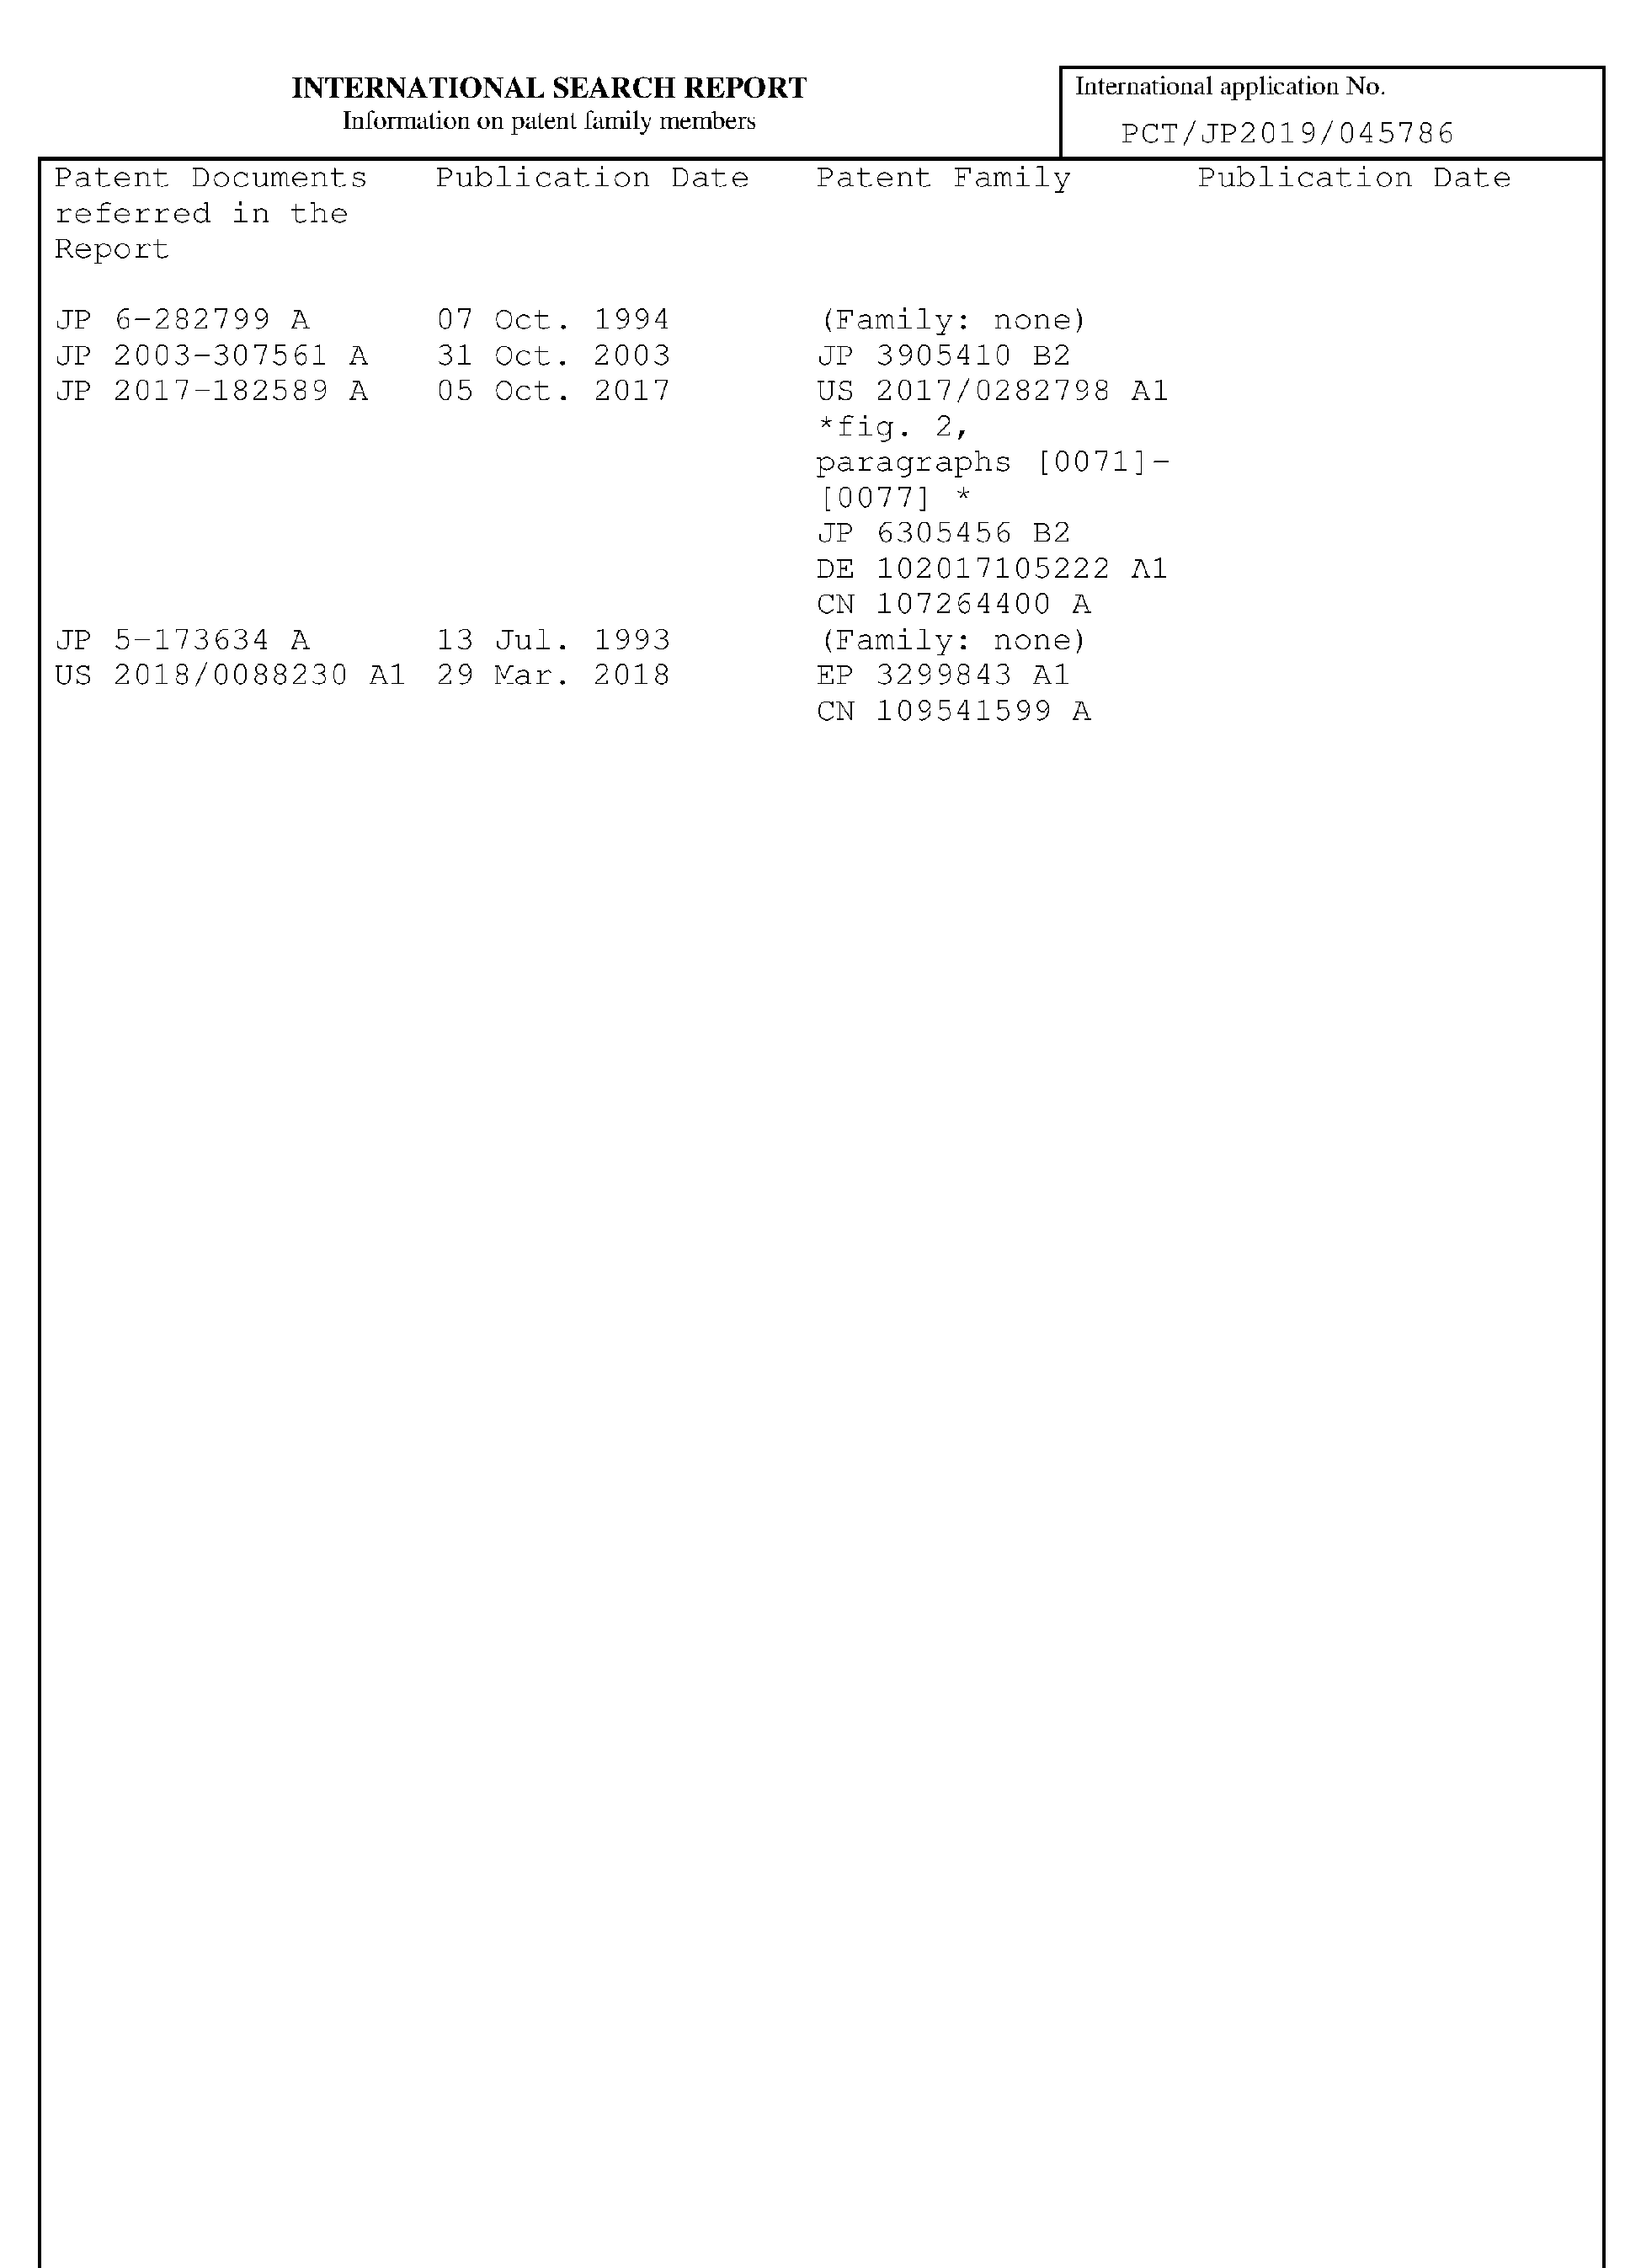 INTERNATIONAL SEARCH REPORT
Information on patent family members
International application No.
PCT/JP2019/045786
Patent Documents referred in the Report Publication Date Patent Family Publication Date
JP 6-282799 A 07 Oct. 1994 (Family: none)
JP 2003-307561 A 31 Oct. 2003 JP 3905410 B2
JP 2017-182589 A 05 Oct. 2017 US 2017/0282798 A1
*fig. 2,
paragraphs [0071]-
[0077] *
JP 6305456 B2
DE 102017105222 A1
CN 107264400 A
JP 5-173634 A 13 Jul. 1993 (Family: none)
US 2018/0088230 A1 29 Mar. 2018 EP 3299843 A1
CN 109541599 A